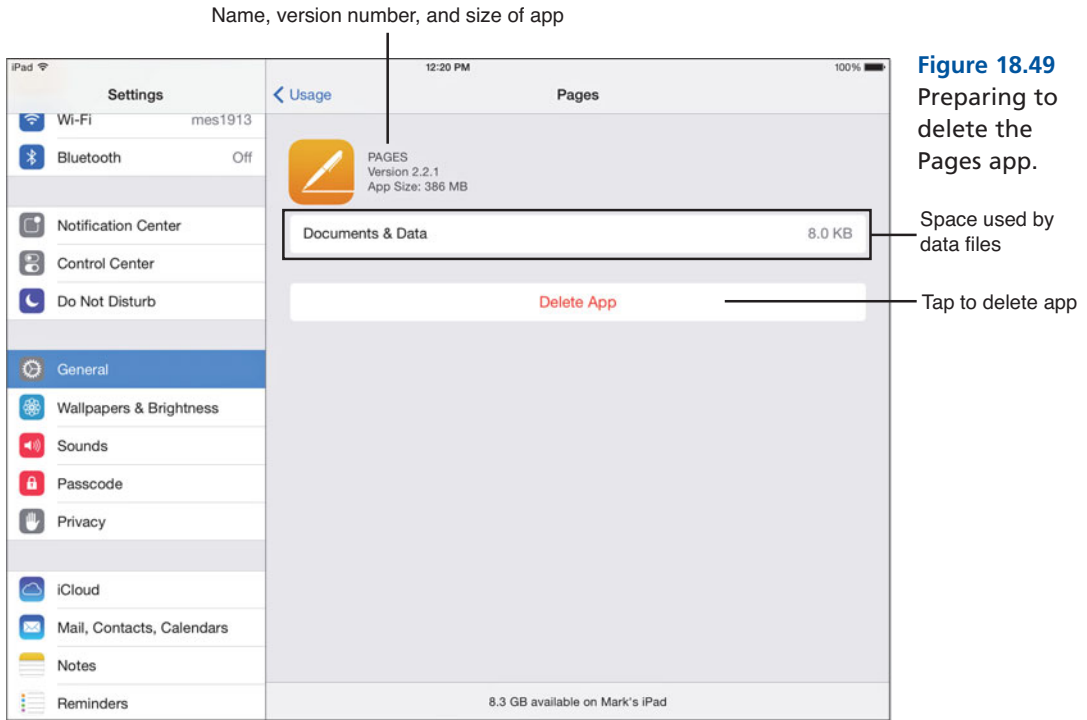 Name, version number, and size of app
iPad
12:20 PM
100%
Settings
Usage
Pages
Wi-Fi mes1913
Bluetooth Off
Notification Center
Control Center
Do Not Disturb
General
Wallpapers & Brightness
Sounds
Passcode
Privacy
iCloud
Mail, Contacts, Calendars
Notes
Reminders
PAGES
Version 2.2.1
App Size: 386 MB
Documents & Data 8.0 KB
Delete App
8.3 GB available on Mark's iPad
Figure 18.49
Preparing to
delete the
Pages app.
Space used by
data files
Tap to delete app